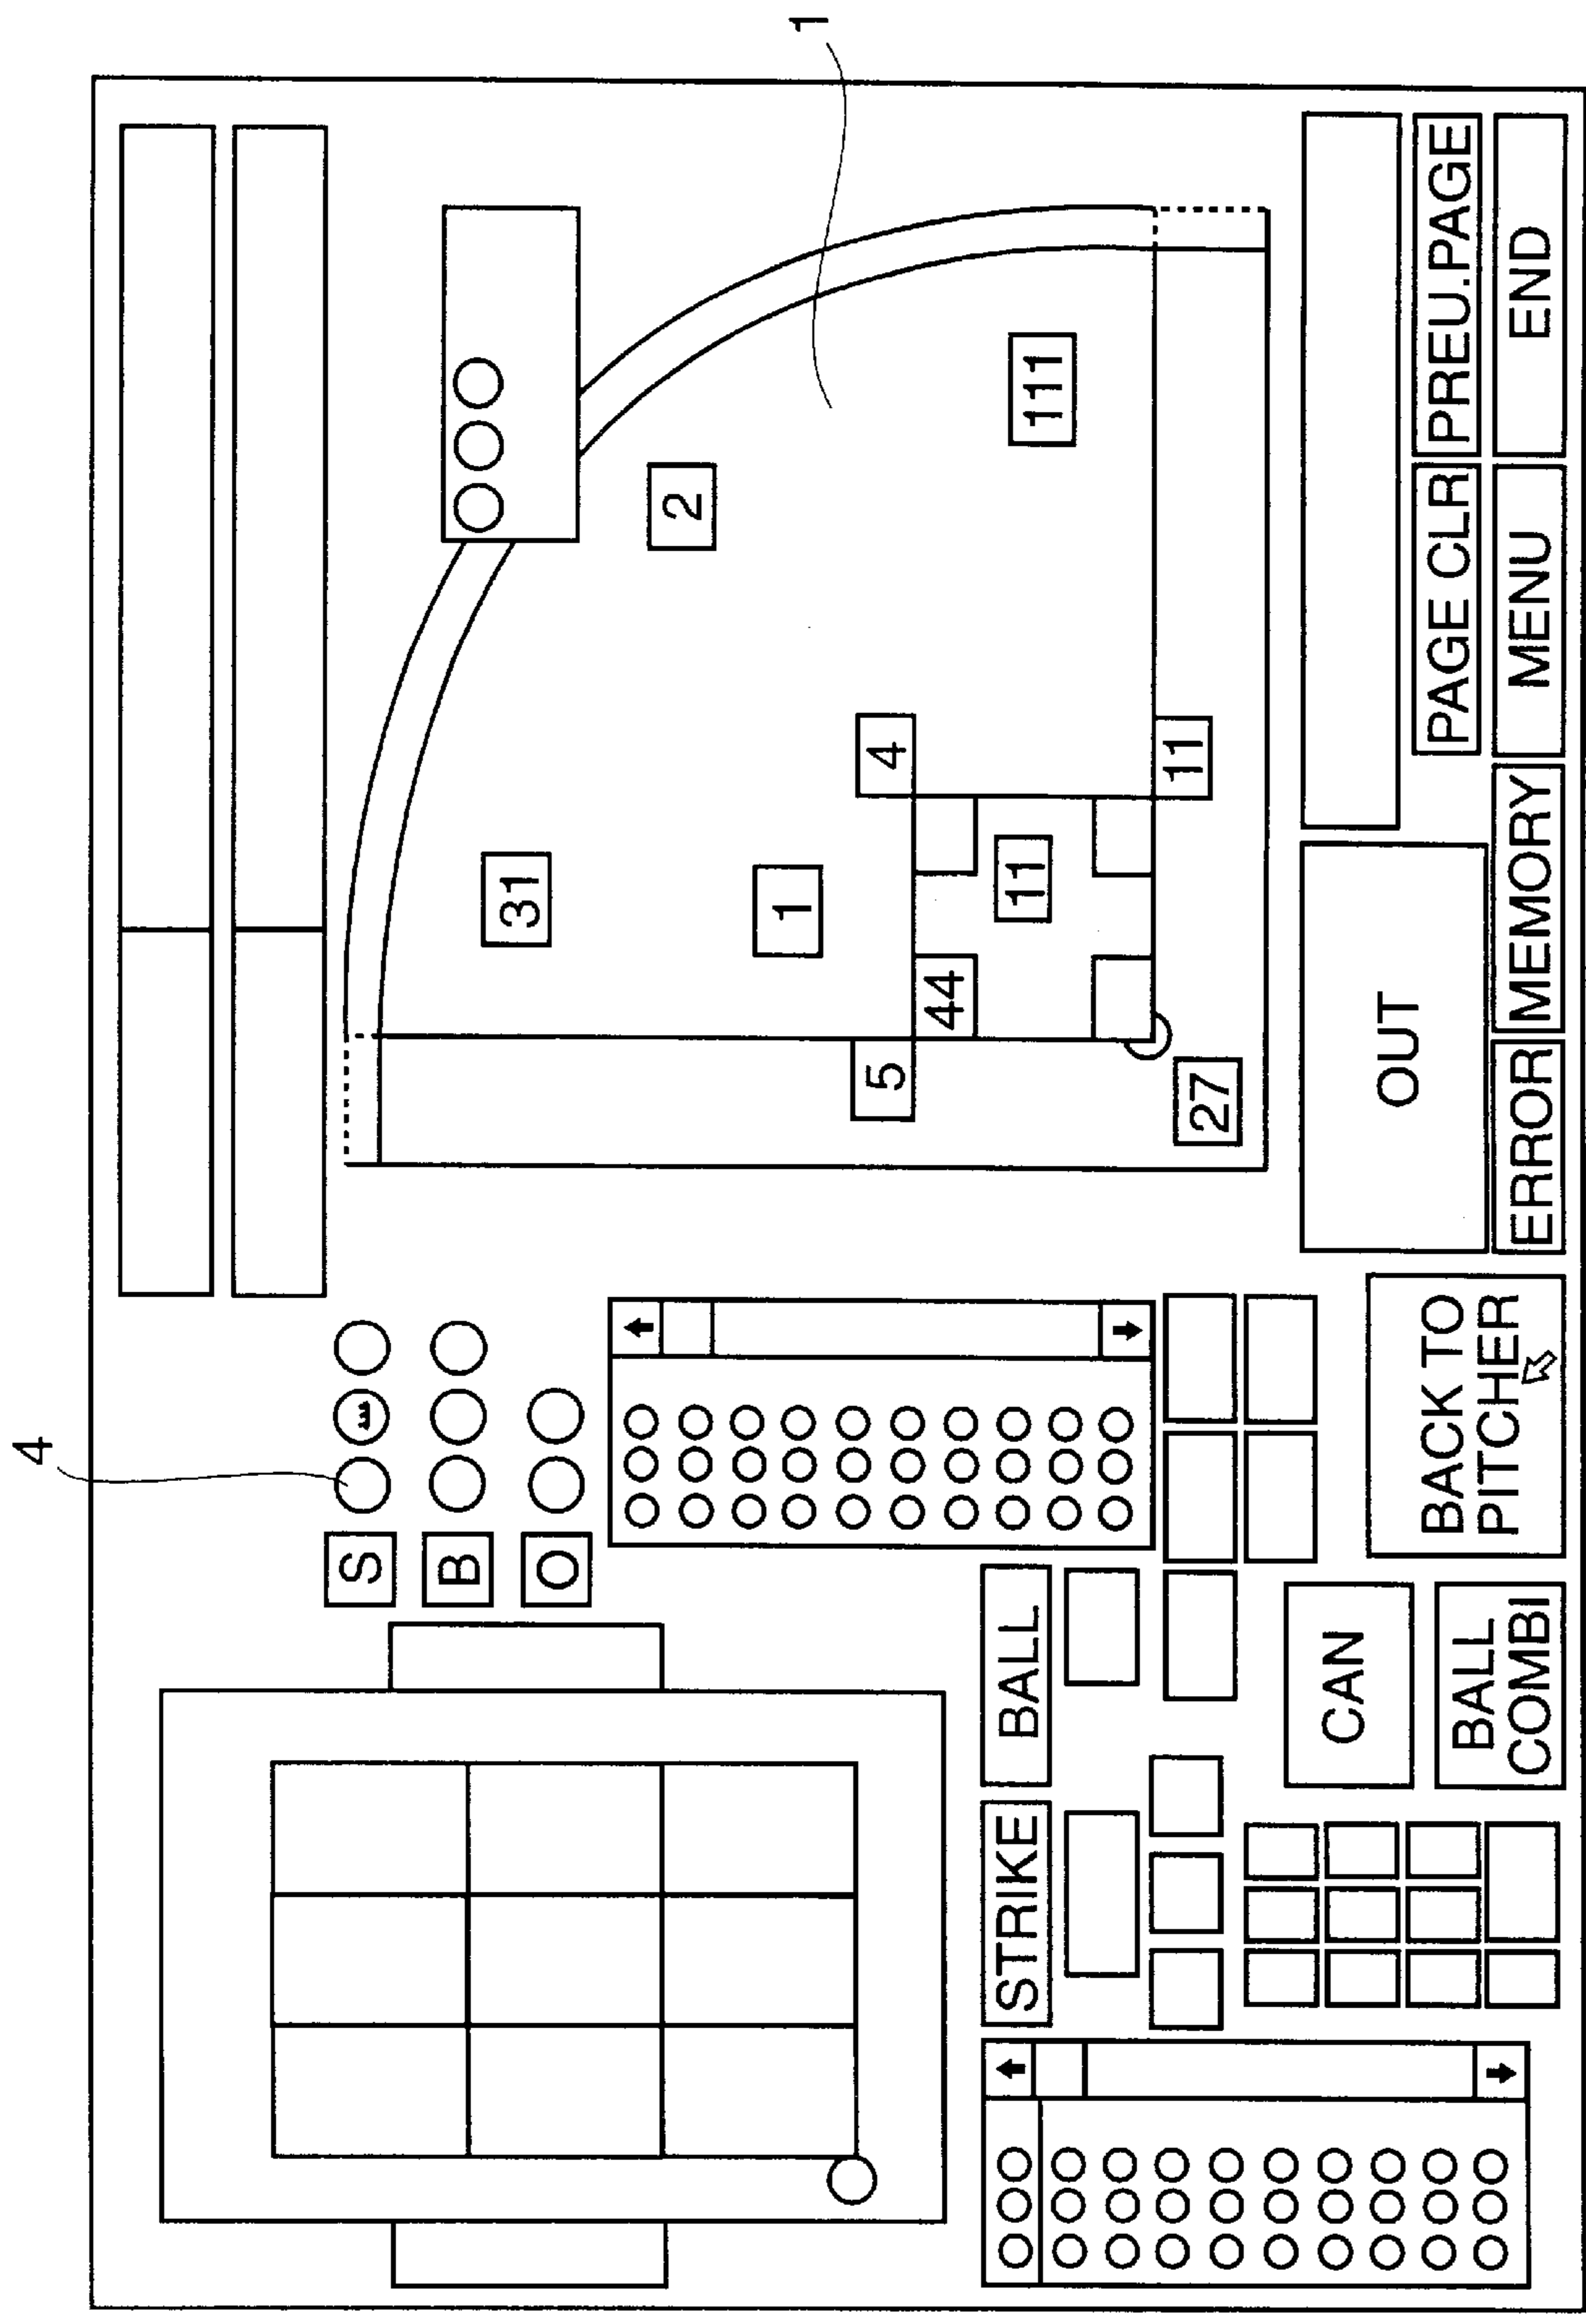 4
1
S
B
O
2
31
111
1
4
44
11
5
11
27
STRIKE
BALL
OUT
CAN
BACK TO
PITCHER
PAGE CLR
PREU.PAGE
BALL
COMBI
ERROR
MEMORY
MENU
END